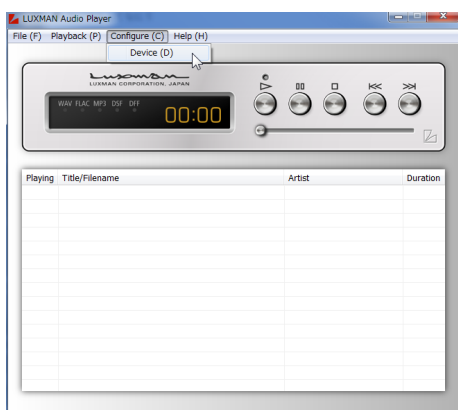 LUXMAN Audio Player
File (F) Playback (P) Configure (C) Help (H)
Device (D)
Luxman
LUXMAN CORPORATION, JAPAN
WAV FLAC MP3 DSF DFF
00:00
Playing Title/Filename Artist Duration